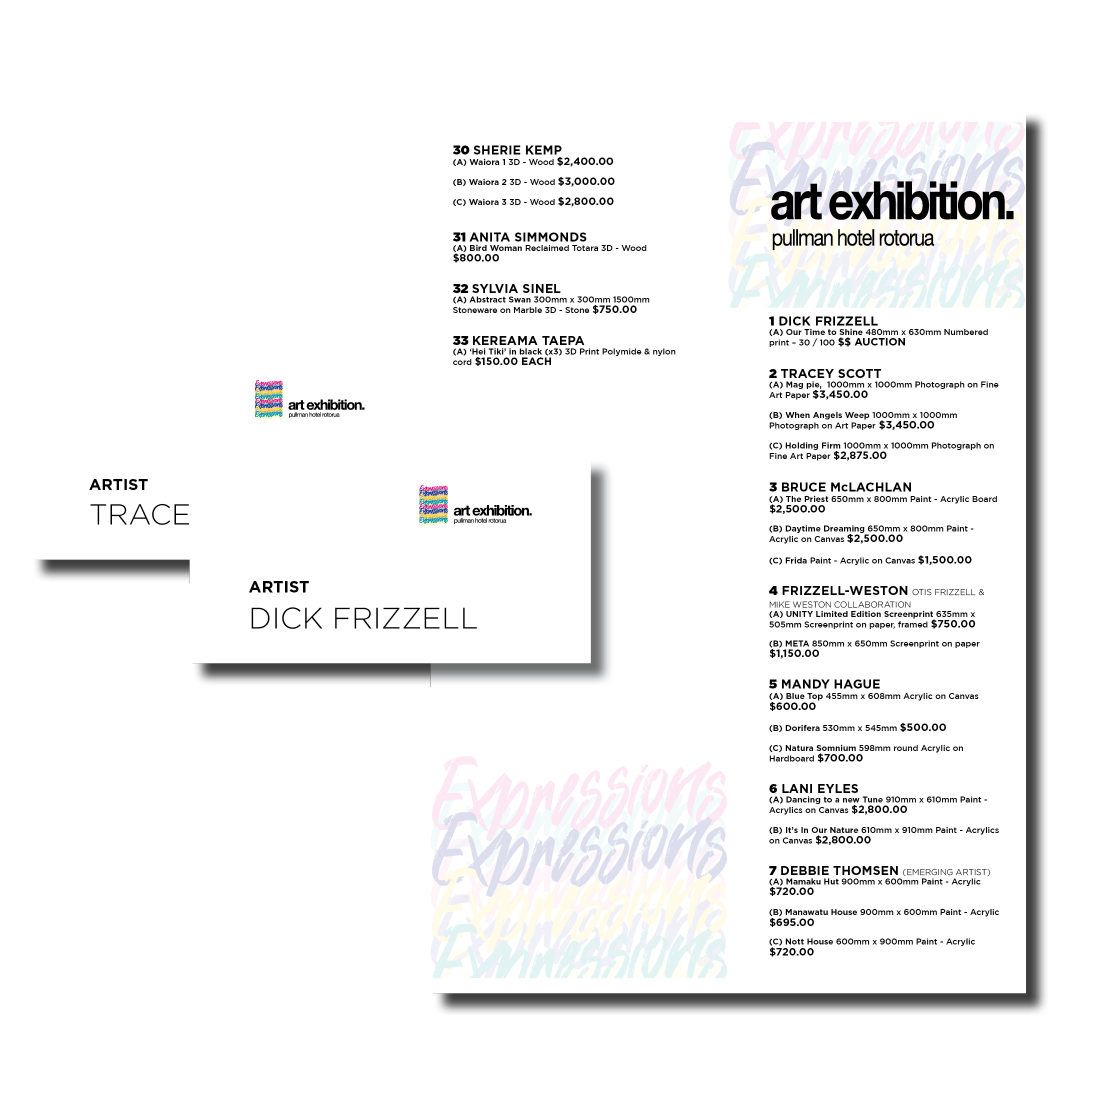 30 SHERIE KEMP
(A) Waiora 1 3D - Wood $2,400.00
(B) Waiora 2 3D - Wood $3,000.00
(C) Waiora 3 3D - Wood $2,800.00
31 ANITA SIMMONDS
(A) Bird Woman Reclaimed Totara 3D - Wood
$800.00
32 SYLVIA SINEL
(A) Abstract Swan 300mm x 300mm 1500mm
Stoneware on Marble 3D - Stone $750.00
33 KEREAMA TAEPA
(A) ‘Hei Tiki’ in black (x3) 3D Print Polymide & nylon
cord $150.00 EACH
Expressions
Expressions
Expressions
art exhibition.
pullman hotel rotorua
1 DICK FRIZZELL
(A) Our Time to Shine 480mm x 630mm Numbered
print – 30 / 100 $$ AUCTION
2 TRACEY SCOTT
(A) Mag pie,  1000mm x 1000mm Photograph on Fine
Art Paper $3,450.00
(B) When Angels Weep 1000mm x 1000mm
Photograph on Art Paper $3,450.00
(C) Holding Firm 1000mm x 1000mm Photograph on
Fine Art Paper $2,875.00
3 BRUCE McLACHLAN
(A) The Priest 650mm x 800mm Paint - Acrylic Board
$2,500.00
(B) Daytime Dreaming 650mm x 800mm Paint -
Acrylic on Canvas $2,500.00
(C) Frida Paint - Acrylic on Canvas $1,500.00
4 FRIZZELL-WESTON OTIS FRIZZELL &
MIKE WESTON COLLABORATION
(A) UNITY Limited Edition Screenprint 635mm x
505mm Screenprint on paper, framed $750.00
(B) META 850mm x 650mm Screenprint on paper
$1,150.00
5 MANDY HAGUE
(A) Blue Top 455mm x 608mm Acrylic on Canvas
$600.00
(B) Dorifera 530mm x 545mm $500.00
(C) Natura Somnium 598mm round Acrylic on
Hardboard $700.00
6 LANI EYLES
(A) Dancing to a new Tune 910mm x 610mm Paint -
Acrylics on Canvas $2,800.00
(B) It’s In Our Nature 610mm x 910mm Paint - Acrylics
on Canvas $2,800.00
7 DEBBIE THOMSEN (EMERGING ARTIST)
(A) Mamaku Hut 900mm x 600mm Paint - Acrylic
$720.00
(B) Manawatu House 900mm x 600mm Paint - Acrylic
$695.00
(C) Nott House 600mm x 900mm Paint - Acrylic
$720.00
Expressions
Expressions
Expressions
art exhibition.
pullman hotel rotorua
ARTIST
TRACE
Expressions
art exhibition.
pullman hotel rotorua
ARTIST
DICK FRIZZELL